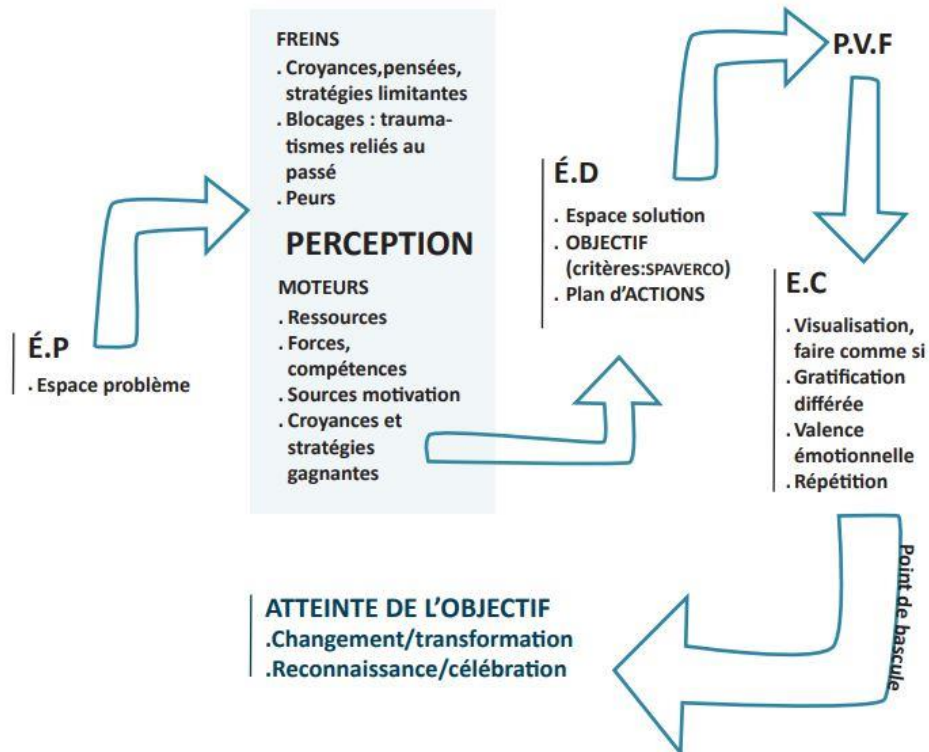 É.P
. Espace problème
FREINS
. Croyances,pensées,
stratégies limitantes
. Blocages : trauma-
tismes reliés au
passé
. Peurs
PERCEPTION
MOTEURS
. Ressources
. Forces,
compétences
. Sources motivation
. Croyances et
stratégies
gagnantes
É.D
. Espace solution
. OBJECTIF
(critères:SPAVERCO)
. Plan d’ACTIONS
P.V.F
E.C
. Visualisation,
faire comme si
. Gratification
différée
. Valence
émotionnelle
. Répétition
Point de bascule
ATTEINTE DE L’OBJECTIF
.Changement/transformation
.Reconnaissance/célébration